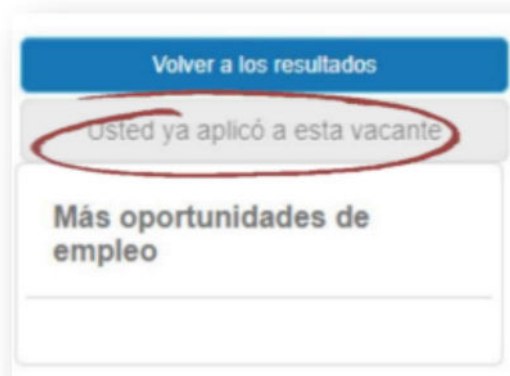 Volver a los resultados
Usted ya aplicó a esta vacante
Más oportunidades de
empleo